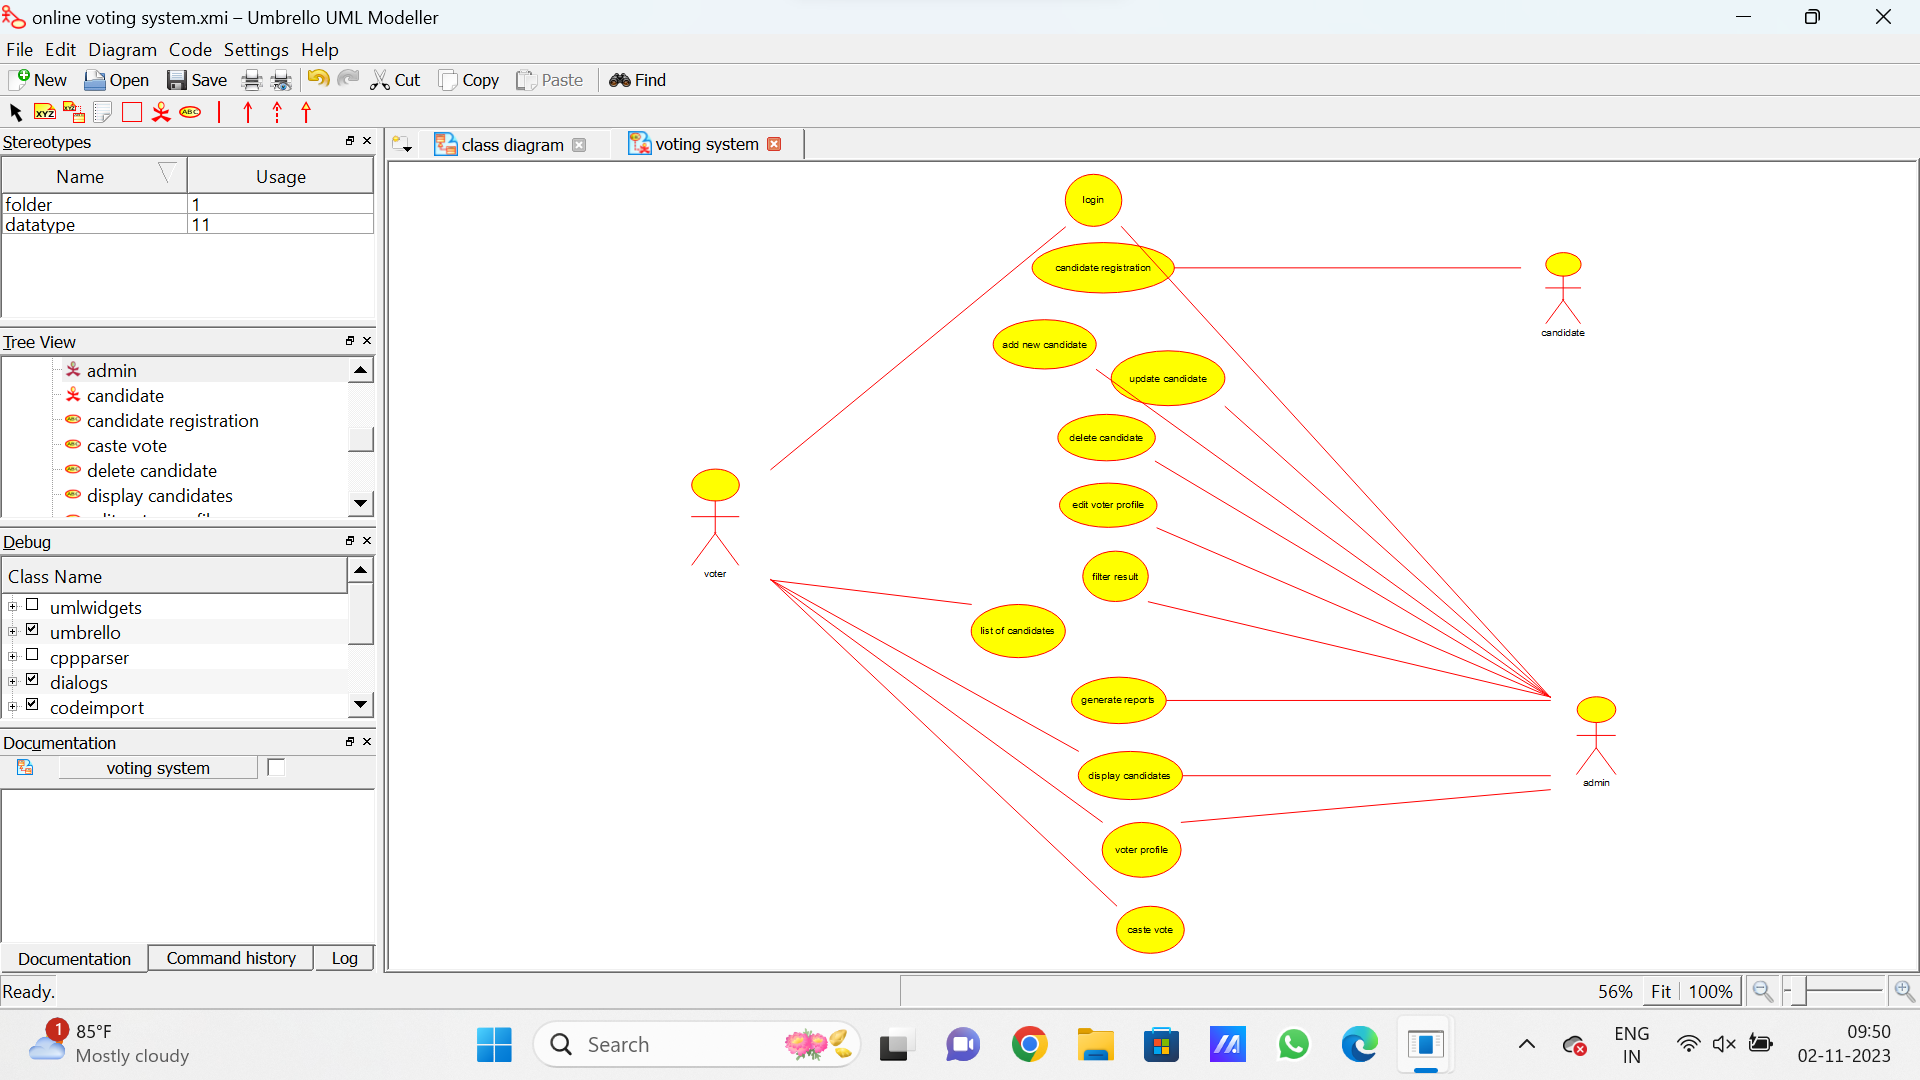 online voting system.xmi – Umbrello UML Modeller
File Edit Diagram Code Settings Help
New Open Save Cut Copy Paste Find
XYZ XYZ ABC
Stereotypes
Name Usage
folder 1
datatype 11
Tree View
admin
candidate
candidate registration
caste vote
delete candidate
display candidates
Debug
Class Name
umlwidgets
umbrello
cppparser
dialogs
codeimport
Documentation
voting system
Documentation Command history Log
class diagram voting system
login
candidate registration
candidate
add new candidate
update candidate
delete candidate
edit voter profile
voter
filter result
list of candidates
generate reports
admin
display candidates
voter profile
caste vote
Ready.
56% Fit 100%
1
85°F
Mostly cloudy
Search
ENG
IN
09:50
02-11-2023